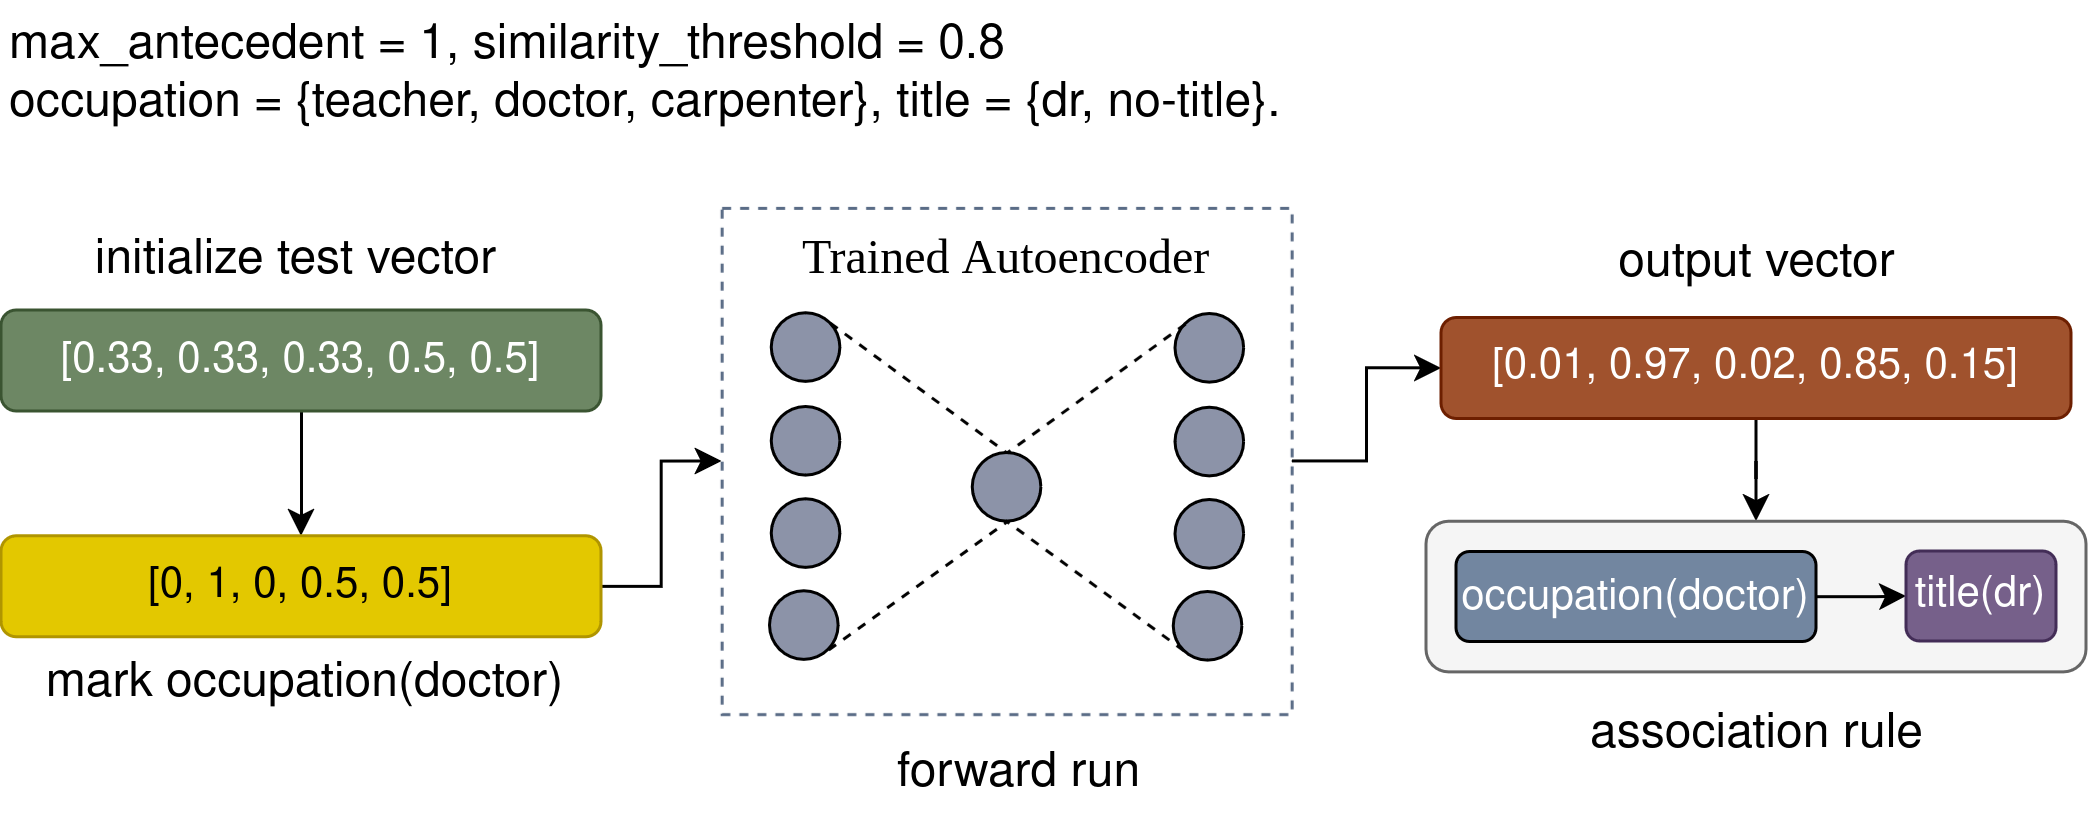 max_antecedent = 1, similarity_threshold = 0.8
occupation = {teacher, doctor, carpenter}, title = {dr, no-title}.
initialize test vector
[0.33, 0.33, 0.33, 0.5, 0.5]
[0, 1, 0, 0.5, 0.5]
mark occupation(doctor)
Trained Autoencoder
forward run
output vector
[0.01, 0.97, 0.02, 0.85, 0.15]
occupation(doctor)
title(dr)
association rule